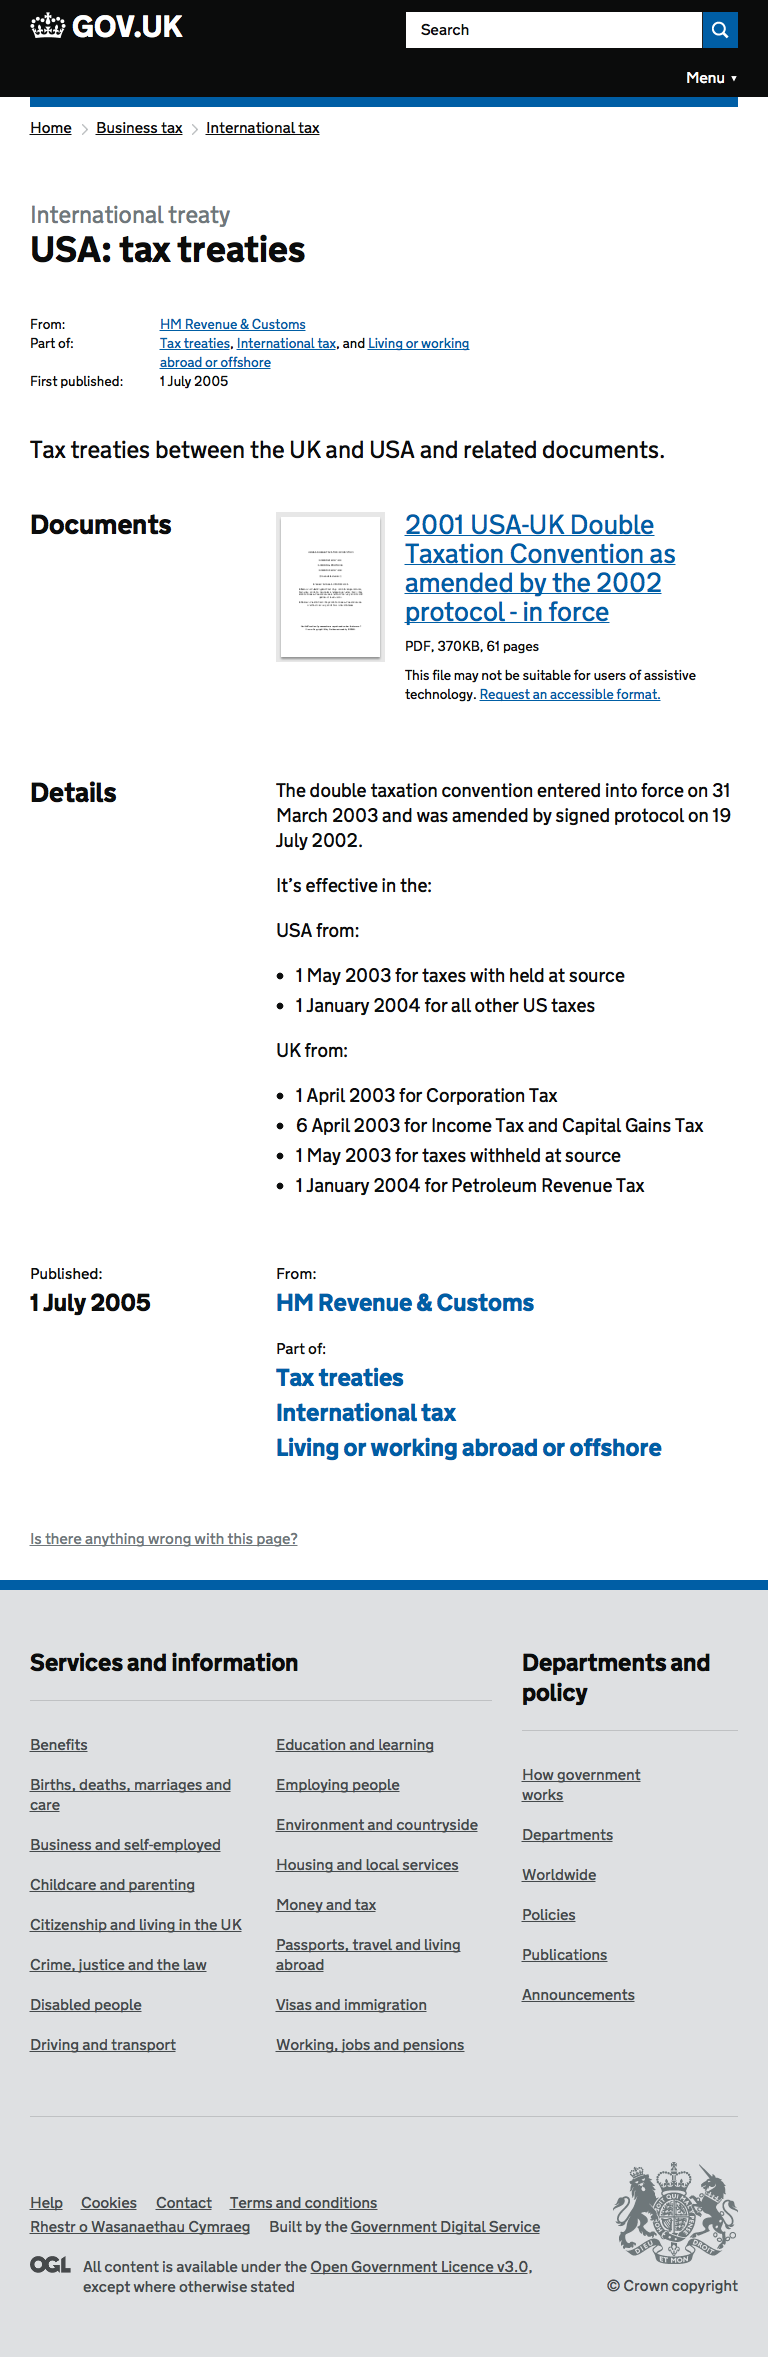 GOV.UK
Search
Menu ▼
Home > Business tax > International tax
International treaty
USA: tax treaties
From: HM Revenue & Customs
Part of: Tax treaties, International tax, and Living or working
abroad or offshore
First published: 1 July 2005
Tax treaties between the UK and USA and related documents.
Documents
2001 USA-UK Double
Taxation Convention as
amended by the 2002
protocol - in force
PDF, 370KB, 61 pages
This file may not be suitable for users of assistive
technology. Request an accessible format.
Details
The double taxation convention entered into force on 31
March 2003 and was amended by signed protocol on 19
July 2002.
It’s effective in the:
USA from:
• 1 May 2003 for taxes with held at source
• 1 January 2004 for all other US taxes
UK from:
• 1 April 2003 for Corporation Tax
• 6 April 2003 for Income Tax and Capital Gains Tax
• 1 May 2003 for taxes withheld at source
• 1 January 2004 for Petroleum Revenue Tax
Published:
1 July 2005
From:
HM Revenue & Customs
Part of:
Tax treaties
International tax
Living or working abroad or offshore
Is there anything wrong with this page?
Services and information
Benefits
Births, deaths, marriages and
care
Business and self-employed
Childcare and parenting
Citizenship and living in the UK
Crime, justice and the law
Disabled people
Driving and transport
Education and learning
Employing people
Environment and countryside
Housing and local services
Money and tax
Passports, travel and living
abroad
Visas and immigration
Working, jobs and pensions
Departments and
policy
How government
works
Departments
Worldwide
Policies
Publications
Announcements
Help Cookies Contact Terms and conditions
Rhestr o Wasanaethau Cymraeg Built by the Government Digital Service
OGL All content is available under the Open Government Licence v3.0,
except where otherwise stated
DIEU ET MON DROIT
© Crown copyright